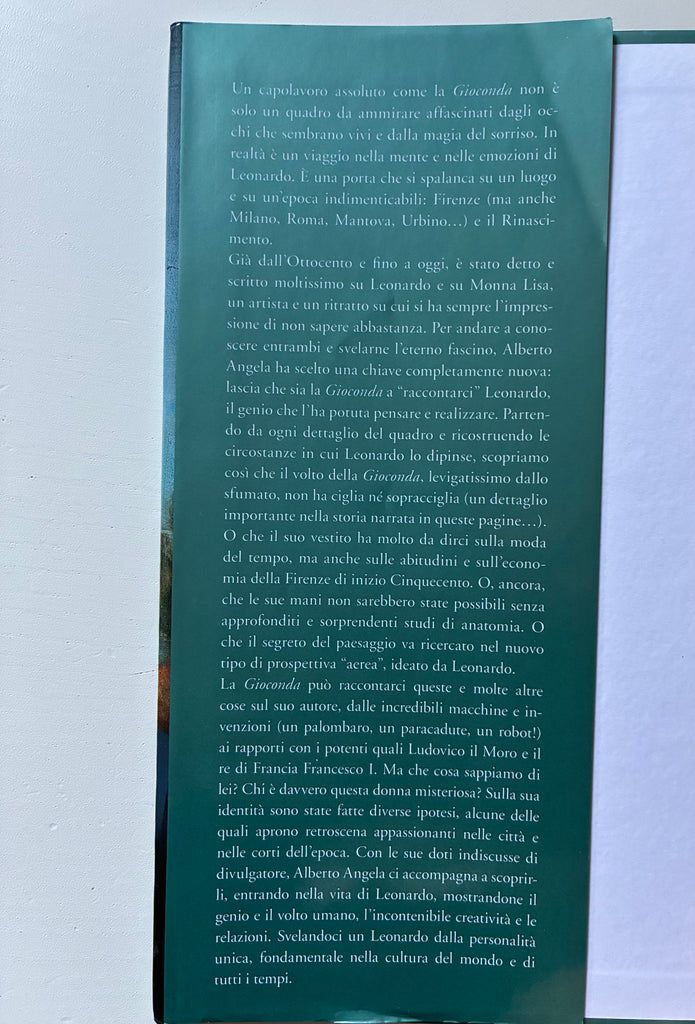 Un capolavoro assoluto come la Gioconda non è
solo un quadro da ammirare affascinati dagli oc-
chi che sembrano vivi e dalla magia del sorriso. In
realtà è un viaggio nella mente e nelle emozioni di
Leonardo. È una porta che si spalanca su un luogo
e su un'epoca indimenticabili: Firenze (ma anche
Milano, Roma, Mantova, Urbino...) e il Rinasci-
mento.
Già dall'Ottocento e fino a oggi, è stato detto e
scritto moltissimo su Leonardo e su Monna Lisa,
un artista e un ritratto su cui si ha sempre l'impres-
sione di non sapere abbastanza. Per andare a cono-
scere entrambi e svelarne l'eterno fascino, Alberto
Angela ha scelto una chiave completamente nuova:
lascia che sia la Gioconda a “raccontarci” Leonardo,
il genio che l'ha potuta pensare e realizzare. Parten-
do da ogni dettaglio del quadro e ricostruendo le
circostanze in cui Leonardo lo dipinse, scopriamo
così che il volto della Gioconda, levigatissimo dallo
sfumato, non ha ciglia né sopracciglia (un dettaglio
importante nella storia narrata in queste pagine...).
O che il suo vestito ha molto da dirci sulla moda
del tempo, ma anche sulle abitudini e sull'econo-
mia della Firenze di inizio Cinquecento. O, ancora,
che le sue mani non sarebbero state possibili senza
approfonditi e sorprendenti studi di anatomia. O
che il segreto del paesaggio va ricercato nel nuovo
tipo di prospettiva “aerea”, ideato da Leonardo.
La Gioconda può raccontarci queste e molte altre
cose sul suo autore, dalle incredibili macchine e in-
venzioni (un palombaro, un paracadute, un robot!)
ai rapporti con i potenti quali Ludovico il Moro e il
re di Francia Francesco I. Ma che cosa sappiamo di
lei? Chi è davvero questa donna misteriosa? Sulla sua
identità sono state fatte diverse ipotesi, alcune delle
quali aprono retroscena appassionanti nelle città e
nelle corti dell'epoca. Con le sue doti indiscusse di
divulgatore, Alberto Angela ci accompagna a scoprir-
li, entrando nella vita di Leonardo, mostrandone il
genio e il volto umano, l'incontenibile creatività e le
relazioni. Svelandoci un Leonardo dalla personalità
unica, fondamentale nella cultura del mondo e di
tutti i tempi.